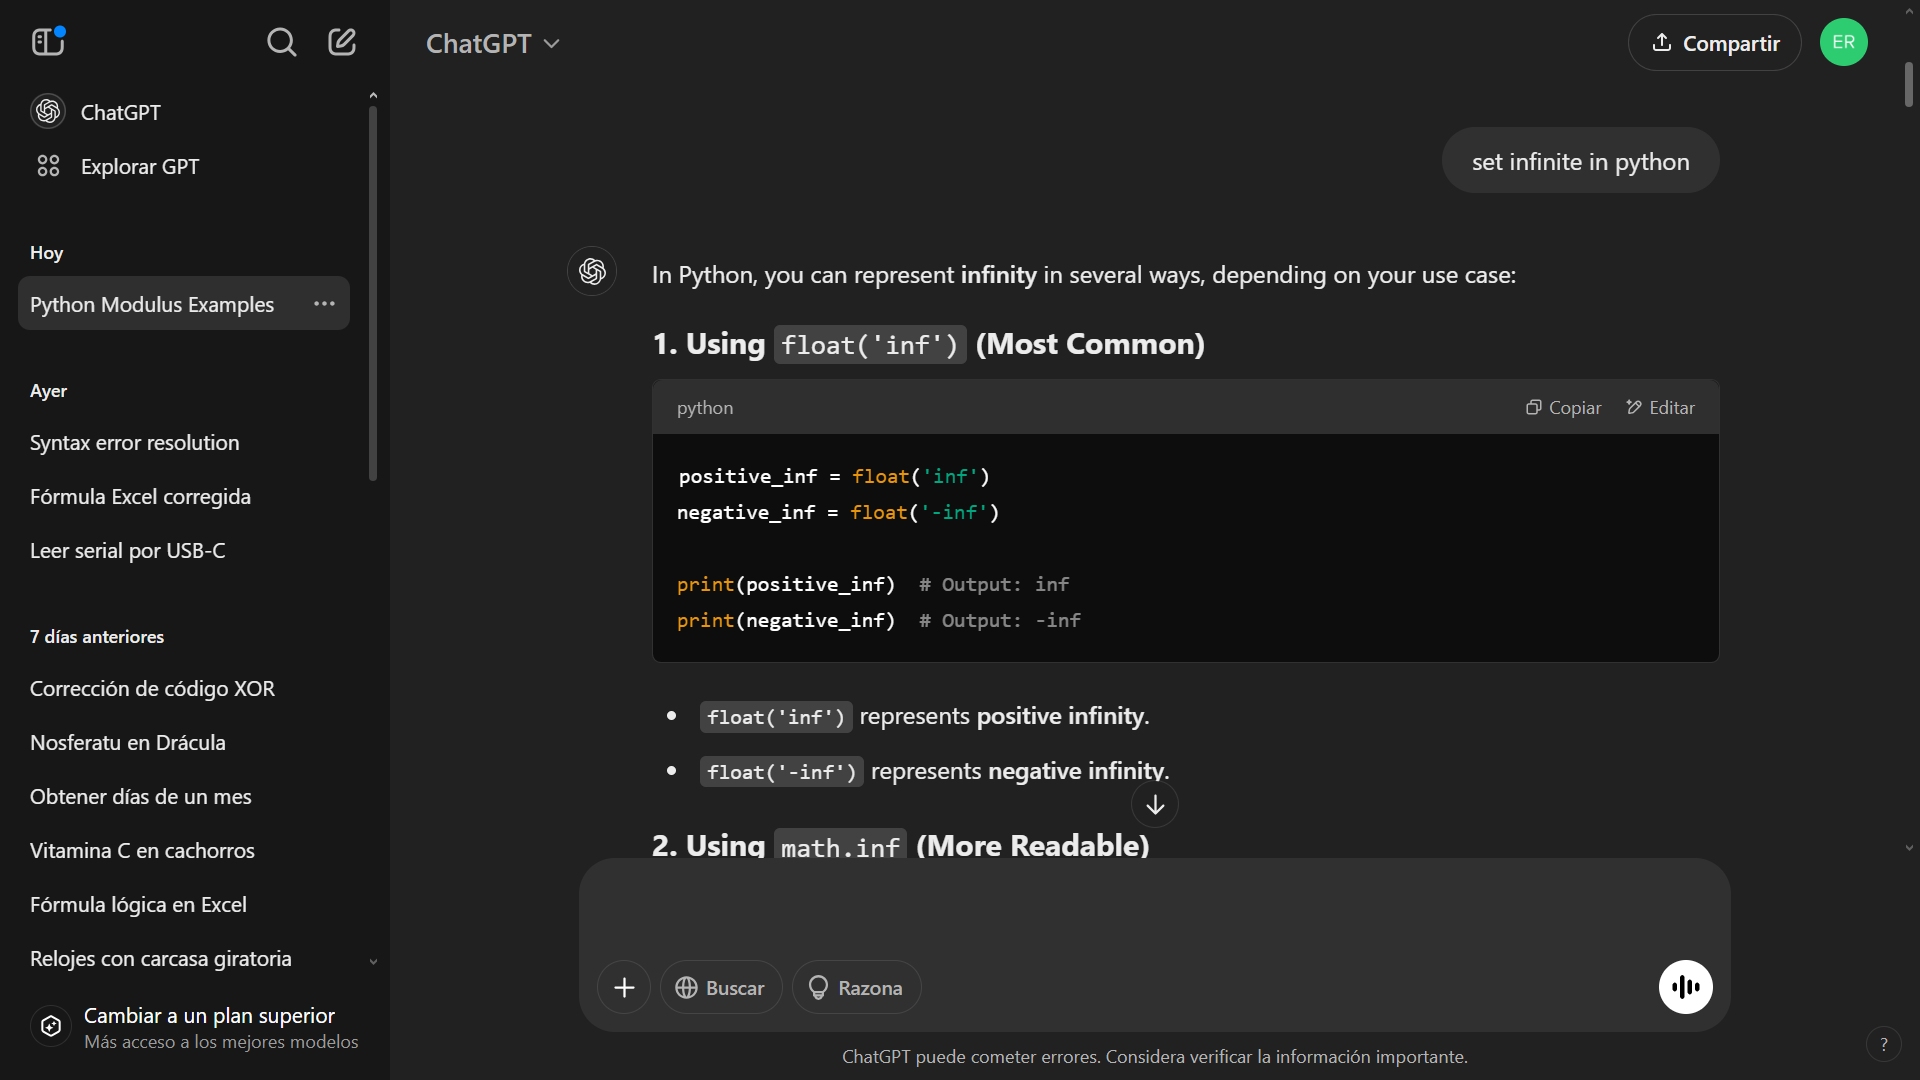 ChatGPT
Explorar GPT
Hoy
Python Modulus Examples
Ayer
Syntax error resolution
Fórmula Excel corregida
Leer serial por USB-C
7 días anteriores
Corrección de código XOR
Nosferatu en Drácula
Obtener días de un mes
Vitamina C en cachorros
Fórmula lógica en Excel
Relojes con carcasa giratoria
Cambiar a un plan superior
Más acceso a los mejores modelos
ChatGPT
Compartir
ER
set infinite in python
In Python, you can represent infinity in several ways, depending on your use case:
1. Using float('inf') (Most Common)
python
Copiar
Editar
positive_inf = float('inf')
negative_inf = float('-inf')
print(positive_inf)  # Output: inf
print(negative_inf)  # Output: -inf
• float('inf') represents positive infinity.
• float('-inf') represents negative infinity.
2. Using math.inf (More Readable)
Buscar
Razona
ChatGPT puede cometer errores. Considera verificar la información importante.
?